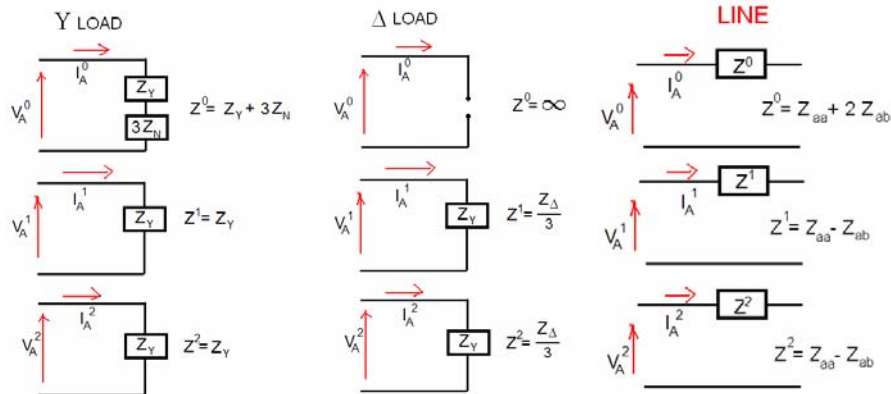 Y LOAD
I_A^0
Z_Y
3Z_N
V_A^0
Z^0= Z_Y + 3Z_N
I_A^1
Z_Y
V_A^1
Z^1= Z_Y
I_A^2
Z_Y
V_A^2
Z^2= Z_Y
Δ LOAD
I_A^0
V_A^0
Z^0= ∞
I_A^1
Z_Y
V_A^1
Z^1= Z_Δ/3
I_A^2
Z_Y
V_A^2
Z^2= Z_Δ/3
LINE
Z^0
I_A^0
V_A^0
Z^0= Z_aa + 2 Z_ab
Z^1
I_A^1
V_A^1
Z^1= Z_aa - Z_ab
Z^2
I_A^2
V_A^2
Z^2= Z_aa - Z_ab